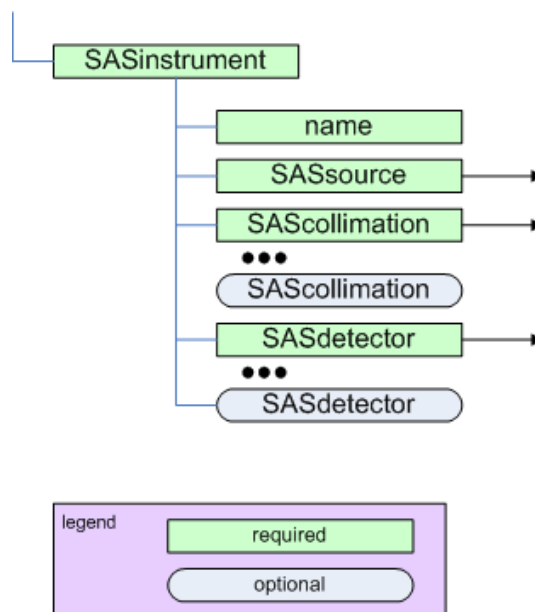 SASinstrument
name
SASsource
SAScollimation
●●●
SAScollimation
SASdetector
●●●
SASdetector
legend
required
optional